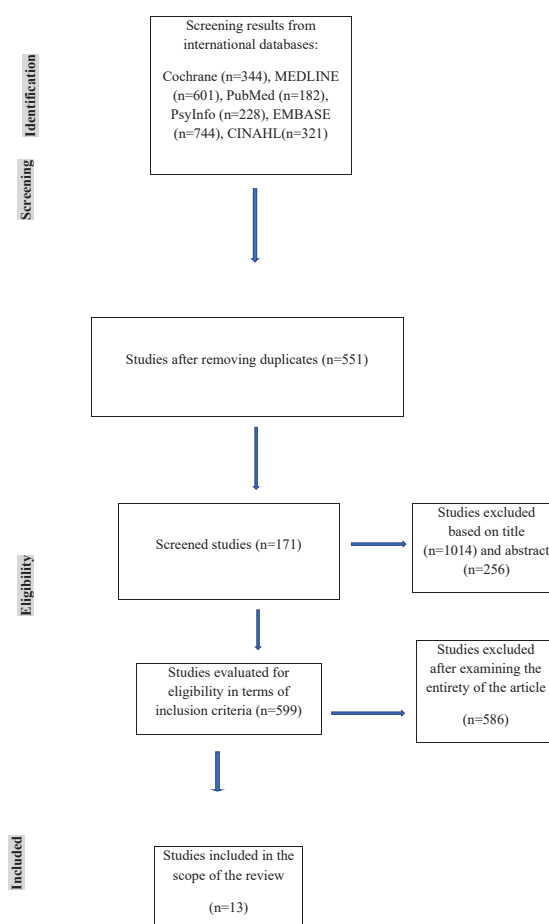 Identification
Screening results from
international databases:
Cochrane (n=344), MEDLINE
(n=601), PubMed (n=182),
PsyInfo (n=228), EMBASE
(n=744), CINAHL(n=321)
Screening
Studies after removing duplicates (n=551)
Eligibility
Screened studies (n=171)
Studies excluded
based on title
(n=1014) and abstract
(n=256)
Studies evaluated for
eligibility in terms of
inclusion criteria (n=599)
Studies excluded
after examining the
entirety of the article
(n=586)
Included
Studies included in the
scope of the review
(n=13)